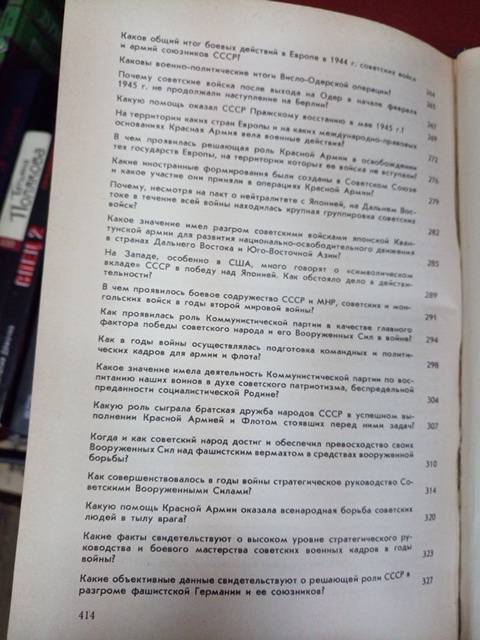 Каков общий итог боевых действий в Европе в 1944 г. советских войск
и армий союзников СССР?
Каковы военно-политические итоги Висло-Одерской операции?
265
Почему советские войска после выхода на Одер в начале февраля
1945 г. не продолжали наступление на Берлин?
Какую помощь оказал СССР Пражскому восстанию в мае 1945 г.?
На территории каких стран Европы и на каких международно-правовых
основаниях Красная Армия вела военные действия?
272
В чем проявилась решающая роль Красной Армии в освобождении
тех государств Европы, на территории которых ее войска не вступали?
276
Какие иностранные формирования были созданы в Советском Союзе
и какое участие они приняли в операциях Красной Армии?
279
Почему, несмотря на пакт о нейтралитете с Японией, на Дальнем Вос-
токе в течение всей войны находилась крупная группировка советских
войск?
282
Какое значение имел разгром советскими войсками японской Кван-
тунской армии для развития национально-освободительного движения
в странах Дальнего Востока и Юго-Восточной Азии?
285
На Западе, особенно в США, много говорят о «символическом
вкладе» СССР в победу над Японией. Как обстояло дело в действи-
тельности?
289
В чем проявилось боевое содружество СССР и МНР, советских и мон-
гольских войск в годы второй мировой войны?
291
Как проявилась роль Коммунистической партии в качестве главного
фактора победы советского народа и его Вооруженных Сил в войне?
294
Как в годы войны осуществлялась подготовка командных и полити-
ческих кадров для армии и флота?
298
Какое значение имела деятельность Коммунистической партии по вос-
питанию наших воинов в духе советского патриотизма, беспредельной
преданности социалистической Родине?
304
Какую роль сыграла братская дружба народов СССР в успешном вы-
полнении Красной Армией и Флотом стоявших перед ними задач?
307
Когда и как советский народ достиг и обеспечил превосходство своих
Вооруженных Сил над фашистским вермахтом в средствах вооруженной
борьбы?
310
Как совершенствовалось в годы войны стратегическое руководство Со-
ветскими Вооруженными Силами?
314
Какую помощь Красной Армии оказала всенародная борьба советских
людей в тылу врага?
320
Какие факты свидетельствуют о высоком уровне стратегического ру-
ководства и боевого мастерства советских военных кадров в годы
войны?
323
Какие объективные данные свидетельствуют о решающей роли СССР в
разгроме фашистской Германии и ее союзников?
327
414
Полякова
СПЕЦ 2